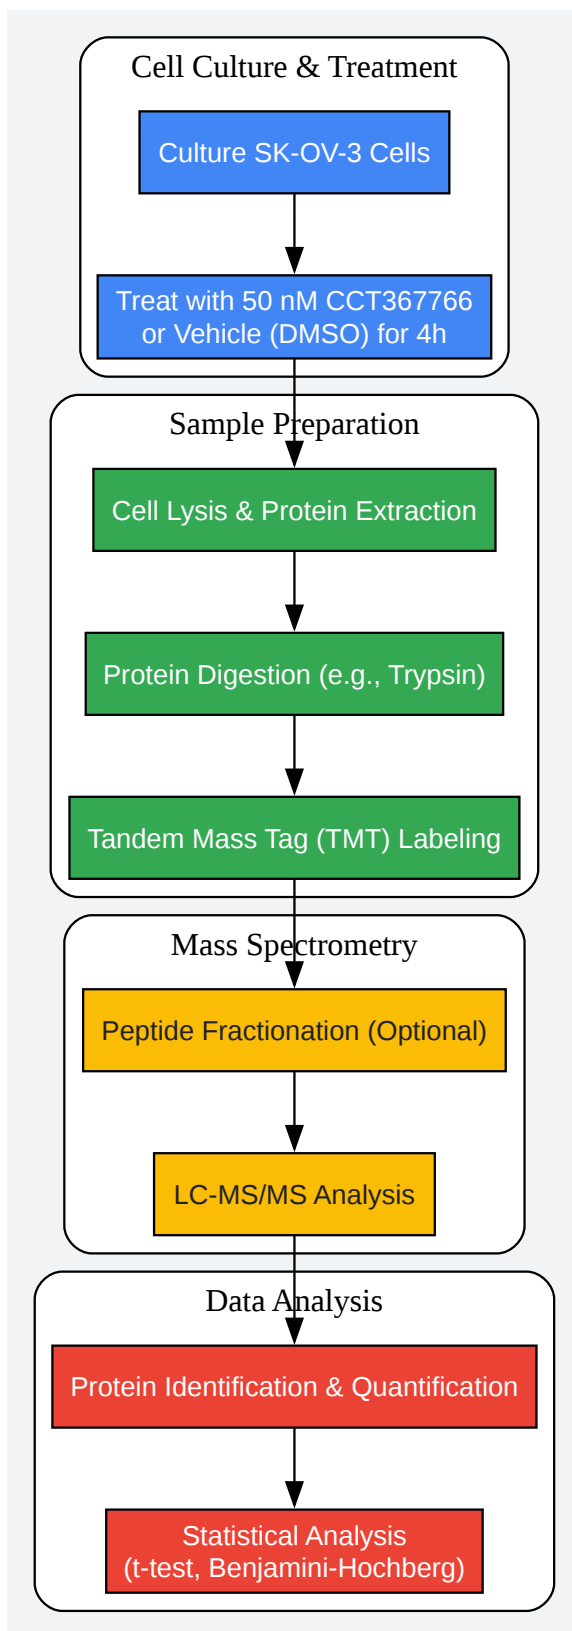 Cell Culture & Treatment
Culture SK-OV-3 Cells
Treat with 50 nM CCT367766
or Vehicle (DMSO) for 4h
Sample Preparation
Cell Lysis & Protein Extraction
Protein Digestion (e.g., Trypsin)
Tandem Mass Tag (TMT) Labeling
Mass Spectrometry
Peptide Fractionation (Optional)
LC-MS/MS Analysis
Data Analysis
Protein Identification & Quantification
Statistical Analysis
(t-test, Benjamini-Hochberg)